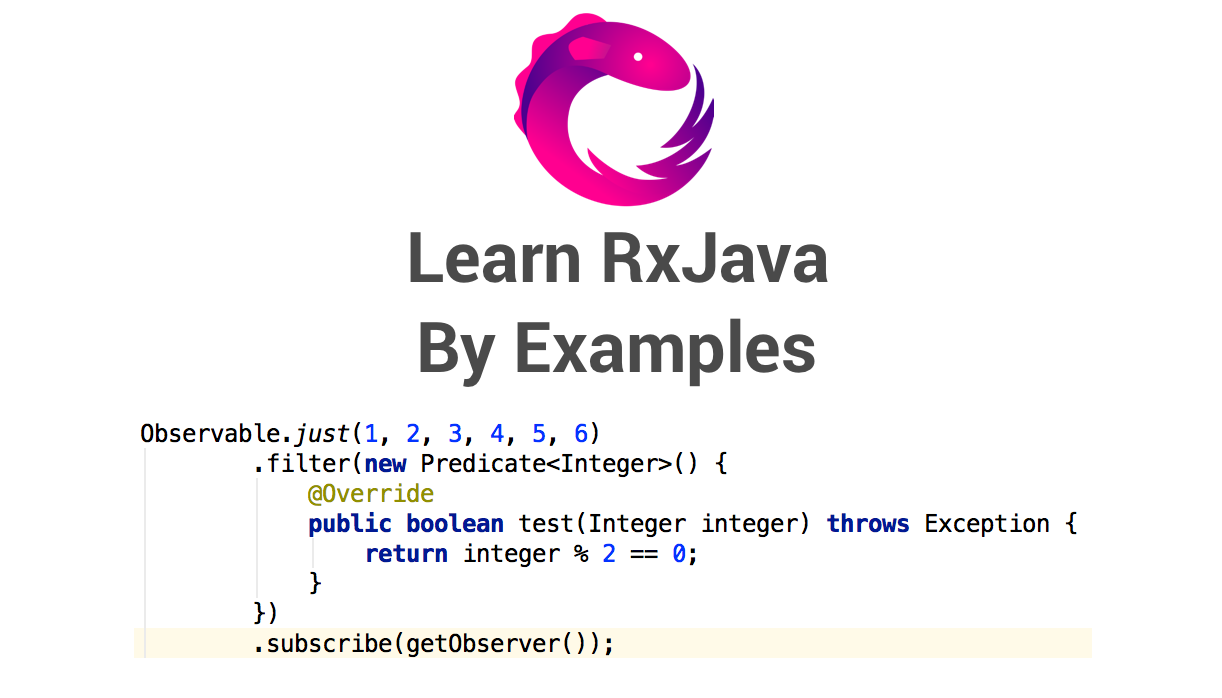 Learn RxJava
By Examples
Observable.just(1, 2, 3, 4, 5, 6)
        .filter(new Predicate<Integer>() {
            @Override
            public boolean test(Integer integer) throws Exception {
                return integer % 2 == 0;
            }
        })
        .subscribe(getObserver());